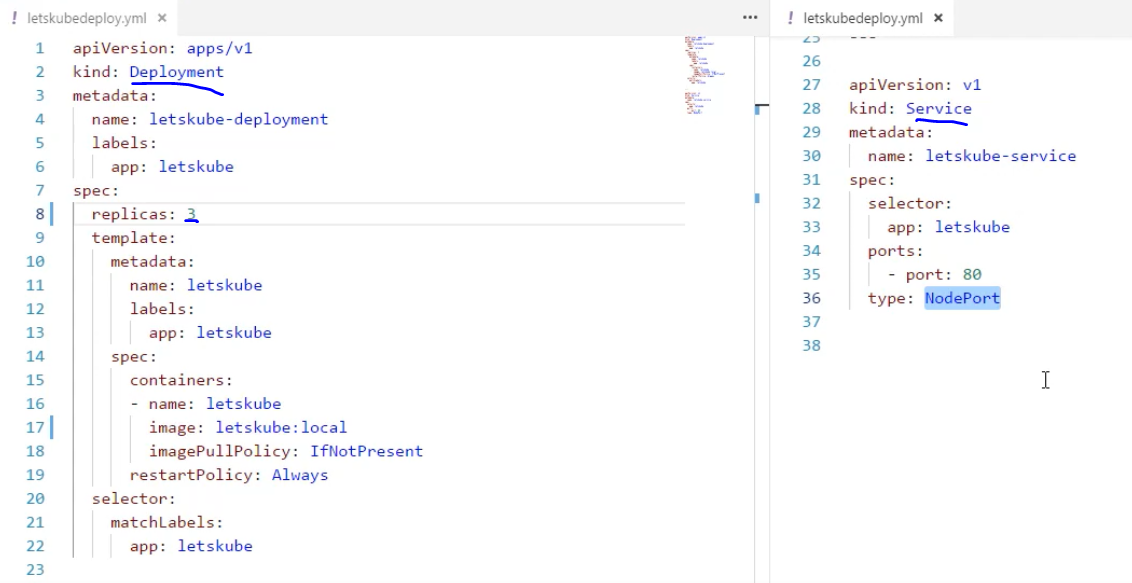 ! letskubedeploy.yml × ...
1 apiVersion: apps/v1
2 kind: Deployment
3 metadata:
4 name: letskube-deployment
5 labels:
6 app: letskube
7 spec:
8 replicas: 3
9 template:
10 metadata:
11 name: letskube
12 labels:
13 app: letskube
14 spec:
15 containers:
16 - name: letskube
17 image: letskube:local
18 imagePullPolicy: IfNotPresent
19 restartPolicy: Always
20 selector:
21 matchLabels:
22 app: letskube
23
! letskubedeploy.yml ×
25 ---
26
27 apiVersion: v1
28 kind: Service
29 metadata:
30 name: letskube-service
31 spec:
32 selector:
33 app: letskube
34 ports:
35 - port: 80
36 type: NodePort
37
38